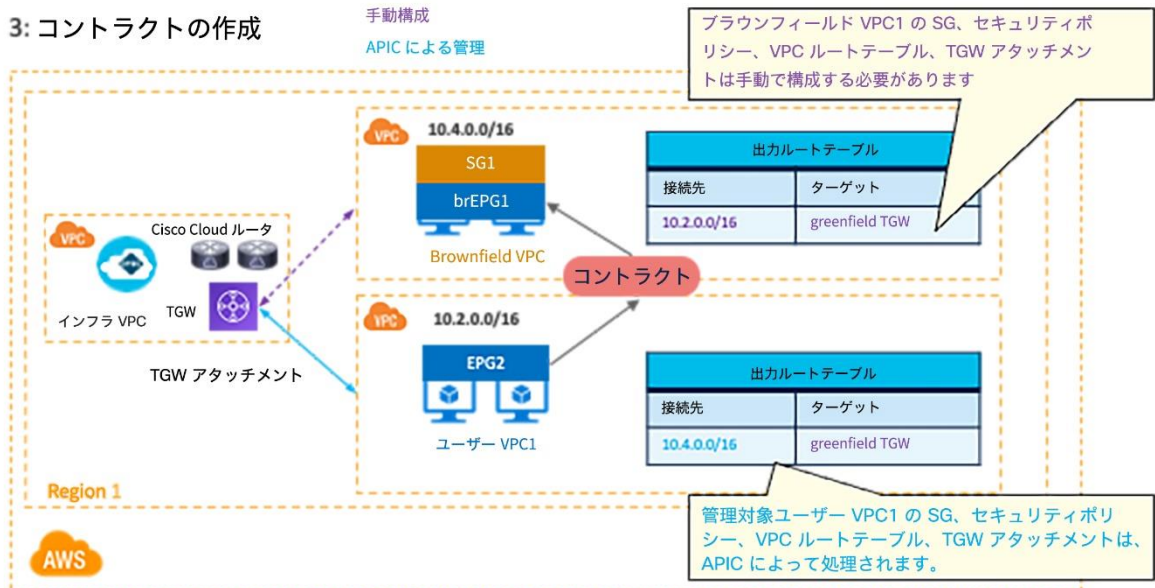 3: コントラクトの作成
手動構成
APIC による管理
ブラウンフィールド VPC1 の SG、セキュリティポ
リシー、VPC ルートテーブル、TGW アタッチメン
トは手動で構成する必要があります
VPC
10.4.0.0/16
SG1
brEPG1
Brownfield VPC
出力ルートテーブル
接続先
ターゲット
10.2.0.0/16
greenfield TGW
VPC
Cisco Cloud ルータ
TGW
インフラ VPC
TGW アタッチメント
コントラクト
VPC
10.2.0.0/16
EPG2
ユーザー VPC1
出力ルートテーブル
接続先
ターゲット
10.4.0.0/16
greenfield TGW
Region 1
管理対象ユーザー VPC1 の SG、セキュリティポリ
シー、VPC ルートテーブル、TGW アタッチメントは、
APIC によって処理されます。
AWS